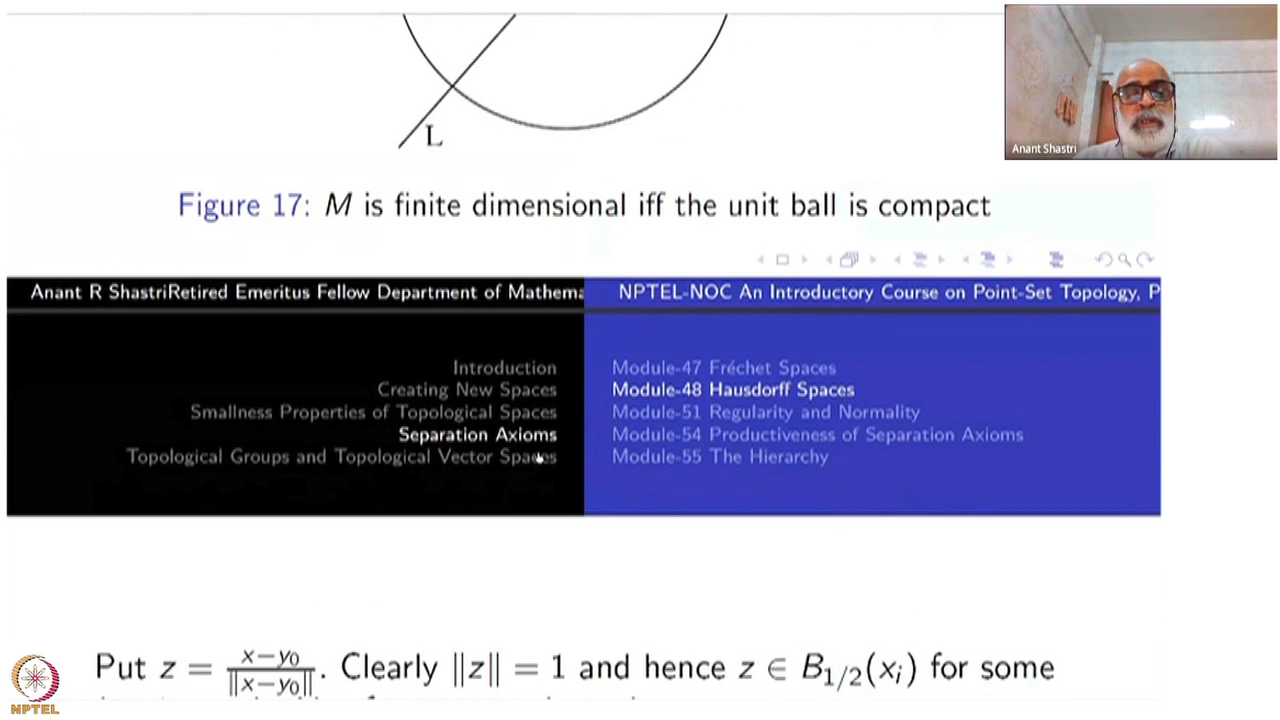 L
Anant Shastri
Figure 17: M is finite dimensional iff the unit ball is compact
Anant R ShastriRetired Emeritus Fellow Department of Mathema
NPTEL-NOC An Introductory Course on Point-Set Topology, P
Introduction
Creating New Spaces
Smallness Properties of Topological Spaces
Separation Axioms
Topological Groups and Topological Vector Spaces
Module-47 Fréchet Spaces
Module-48 Hausdorff Spaces
Module-51 Regularity and Normality
Module-54 Productiveness of Separation Axioms
Module-55 The Hierarchy
Put z = x−y₀/‖x−y₀‖. Clearly ‖z‖ = 1 and hence z ∈ B₁/₂(xᵢ) for some
NPTEL